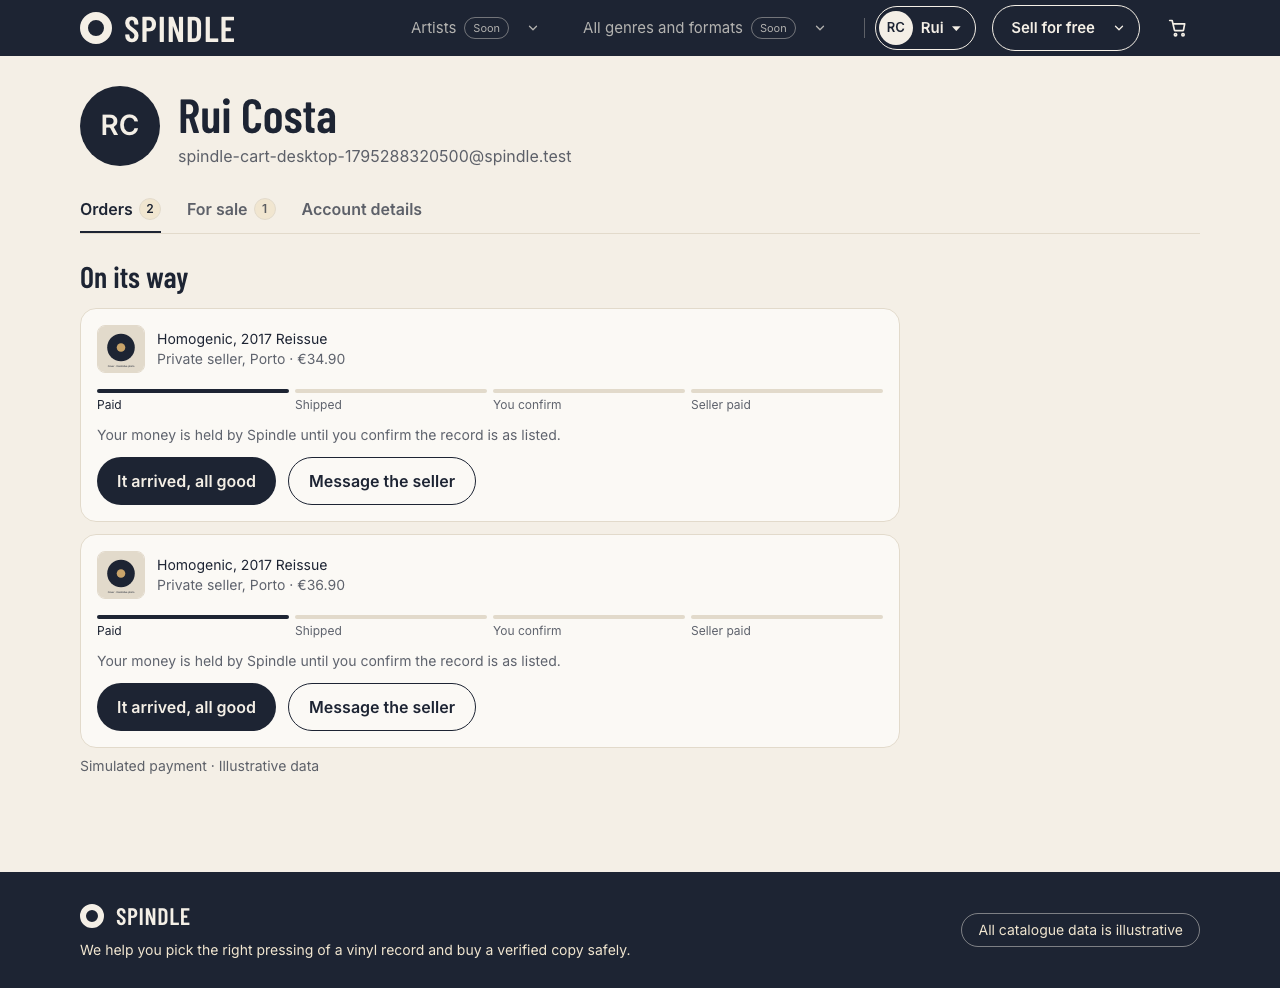 SPINDLE
Artists Soon
All genres and formats Soon
RC Rui
Sell for free
RC
Rui Costa
spindle-cart-desktop-1795288320500@spindle.test
Orders 2
For sale 1
Account details
On its way
Homogenic, 2017 Reissue
Private seller, Porto · €34.90
Paid
Shipped
You confirm
Seller paid
Your money is held by Spindle until you confirm the record is as listed.
It arrived, all good
Message the seller
Homogenic, 2017 Reissue
Private seller, Porto · €36.90
Paid
Shipped
You confirm
Seller paid
Your money is held by Spindle until you confirm the record is as listed.
It arrived, all good
Message the seller
Simulated payment · Illustrative data
SPINDLE
We help you pick the right pressing of a vinyl record and buy a verified copy safely.
All catalogue data is illustrative